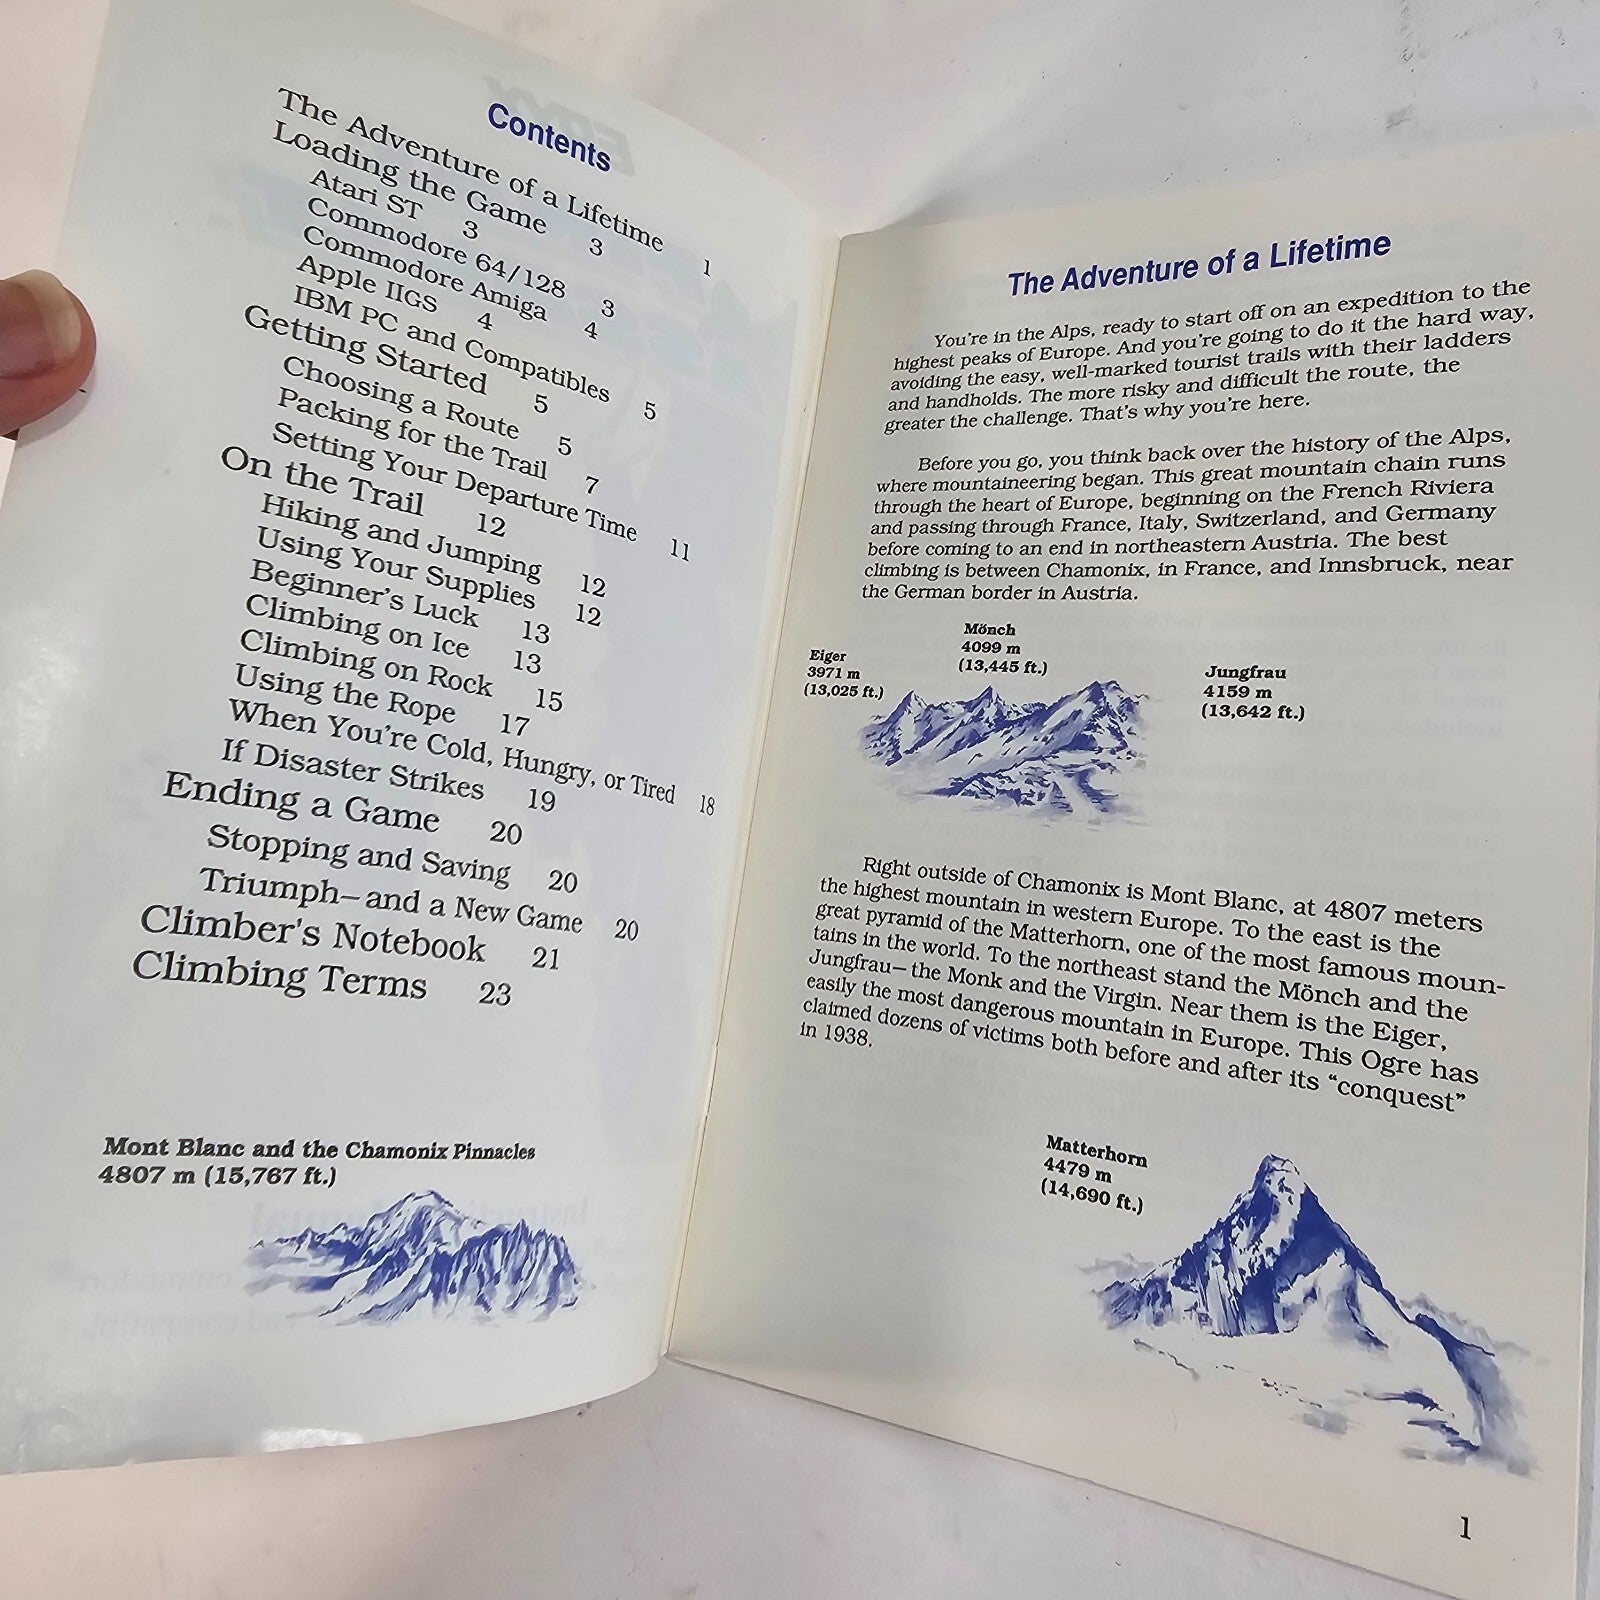 Contents
The Adventure of a Lifetime 1
Loading the Game 3
Atari ST 3
Commodore 64/128 3
Commodore Amiga 4
Apple IIGS 4
IBM PC and Compatibles 5
Getting Started 5
Choosing a Route 5
Packing for the Trail 7
Setting Your Departure Time 11
On the Trail 12
Hiking and Jumping 12
Using Your Supplies 12
Beginner's Luck 13
Climbing on Ice 13
Climbing on Rock 15
Using the Rope 17
When You're Cold, Hungry, or Tired 18
If Disaster Strikes 19
Ending a Game 20
Stopping and Saving 20
Triumph—and a New Game 20
Climber's Notebook 21
Climbing Terms 23
Mont Blanc and the Chamonix Pinnacles
4807 m (15,767 ft.)
The Adventure of a Lifetime
You're in the Alps, ready to start off on an expedition to the
highest peaks of Europe. And you're going to do it the hard way,
avoiding the easy, well-marked tourist trails with their ladders
and handholds. The more risky and difficult the route, the
greater the challenge. That's why you're here.
Before you go, you think back over the history of the Alps,
where mountaineering began. This great mountain chain runs
through the heart of Europe, beginning on the French Riviera
and passing through France, Italy, Switzerland, and Germany
before coming to an end in northeastern Austria. The best
climbing is between Chamonix, in France, and Innsbruck, near
the German border in Austria.
Eiger
3971 m
(13,025 ft.)
Mönch
4099 m
(13,445 ft.)
Jungfrau
4159 m
(13,642 ft.)
Right outside of Chamonix is Mont Blanc, at 4807 meters
the highest mountain in western Europe. To the east is the
great pyramid of the Matterhorn, one of the most famous moun-
tains in the world. To the northeast stand the Mönch and the
Jungfrau—the Monk and the Virgin. Near them is the Eiger,
easily the most dangerous mountain in Europe. This Ogre has
claimed dozens of victims both before and after its "conquest"
in 1938.
Matterhorn
4479 m
(14,690 ft.)
1